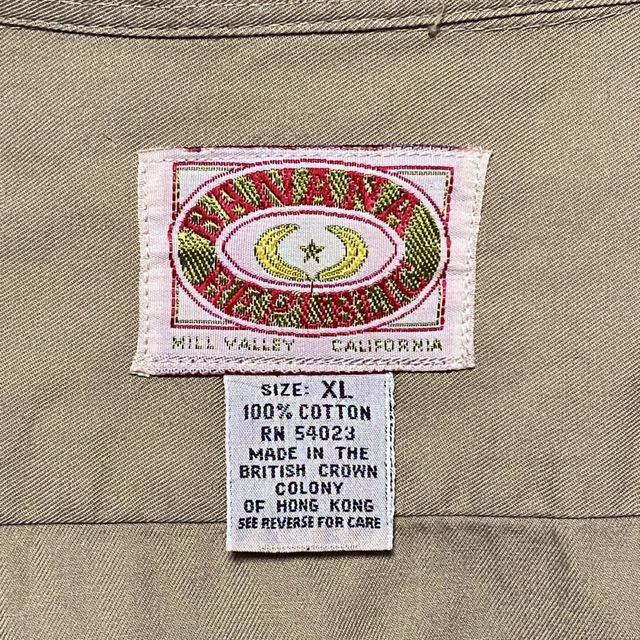 BANANA
REPUBLIC
MILL VALLEY CALIFORNIA
SIZE: XL
100% COTTON
RN 54023
MADE IN THE
BRITISH CROWN
COLONY
OF HONG KONG
SEE REVERSE FOR CARE